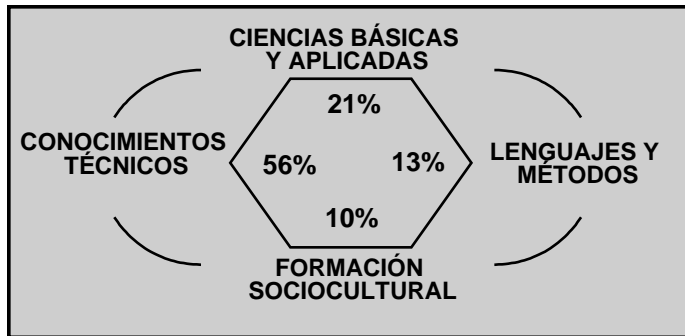 CIENCIAS BÁSICAS
Y APLICADAS
21%
CONOCIMIENTOS
TÉCNICOS
56%
13%
LENGUAJES Y
MÉTODOS
10%
FORMACIÓN
SOCIOCULTURAL